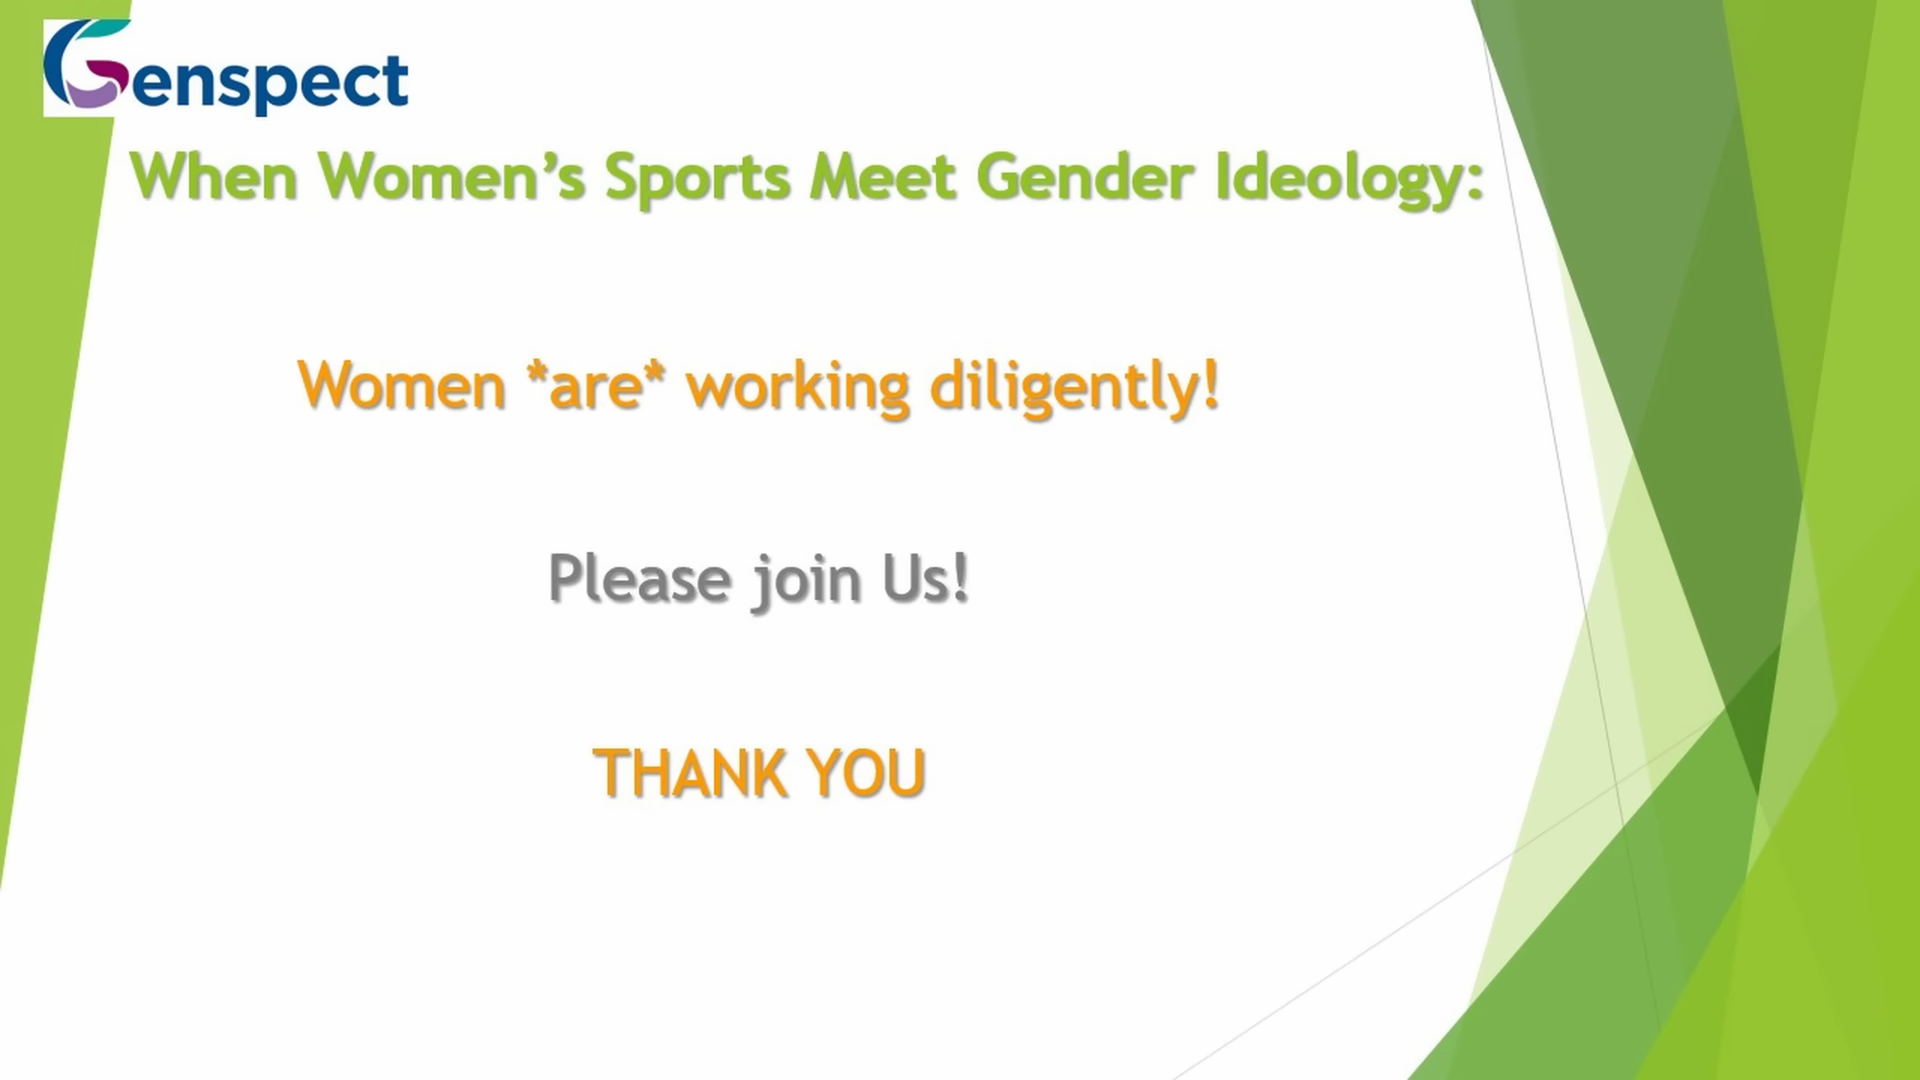 Genspect
When Women’s Sports Meet Gender Ideology:
Women *are* working diligently!
Please join Us!
THANK YOU